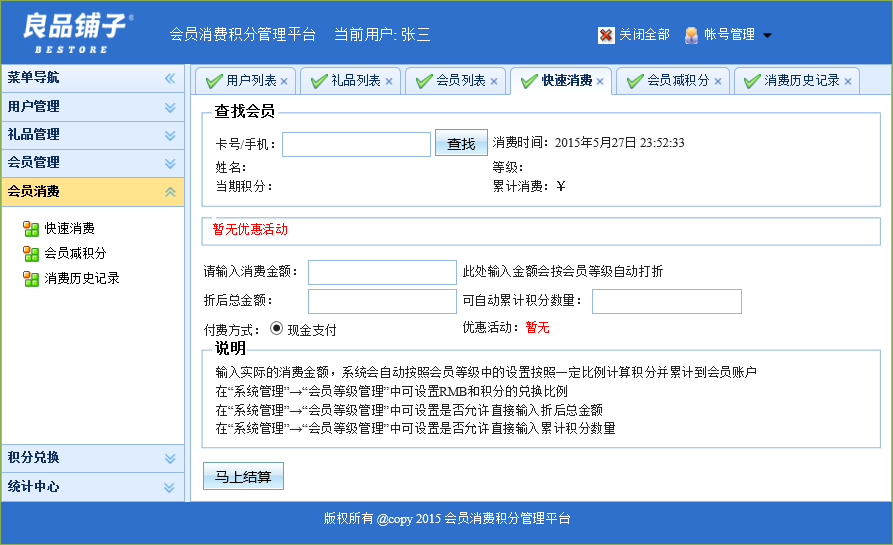 良品铺子®
BESTORE
会员消费积分管理平台 当前用户: 张三
关闭全部 帐号管理
菜单导航
用户管理
礼品管理
会员管理
会员消费
快速消费
会员减积分
消费历史记录
积分兑换
统计中心
用户列表 × 礼品列表 × 会员列表 × 快速消费 × 会员减积分 × 消费历史记录 ×
查找会员
卡号/手机: 查找 消费时间: 2015年5月27日 23:52:33
姓名: 等级:
当期积分: 累计消费: ¥
暂无优惠活动
请输入消费金额: 此处输入金额会按会员等级自动打折
折后总金额: 可自动累计积分数量:
付费方式: 现金支付 优惠活动: 暂无
说明
输入实际的消费金额，系统会自动按照会员等级中的设置按照一定比例计算积分并累计到会员账户
在“系统管理”→“会员等级管理”中可设置RMB和积分的兑换比例
在“系统管理”→“会员等级管理”中可设置是否允许直接输入折后总金额
在“系统管理”→“会员等级管理”中可设置是否允许直接输入累计积分数量
马上结算
版权所有 @copy 2015 会员消费积分管理平台